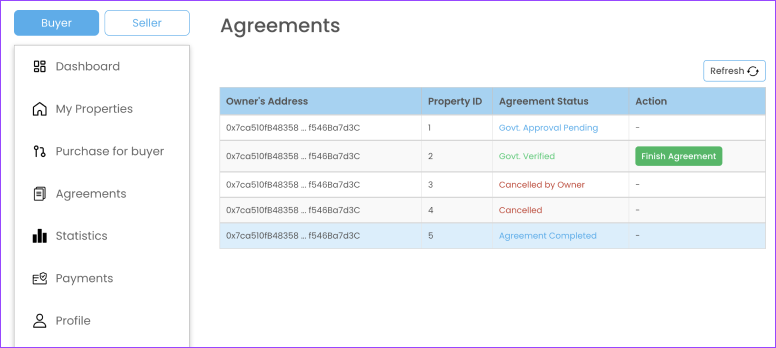 Buyer
Seller
Dashboard
My Properties
Purchase for buyer
Agreements
Statistics
Payments
Profile
Agreements
Refresh
Owner's Address Property ID Agreement Status Action
0x7ca510fB48358 ... f546Ba7d3C 1 Govt. Approval Pending -
0x7ca510fB48358 ... f546Ba7d3C 2 Govt. Verified Finish Agreement
0x7ca510fB48358 ... f546Ba7d3C 3 Cancelled by Owner -
0x7ca510fB48358 ... f546Ba7d3C 4 Cancelled -
0x7ca510fB48358 ... f546Ba7d3C 5 Agreement Completed -